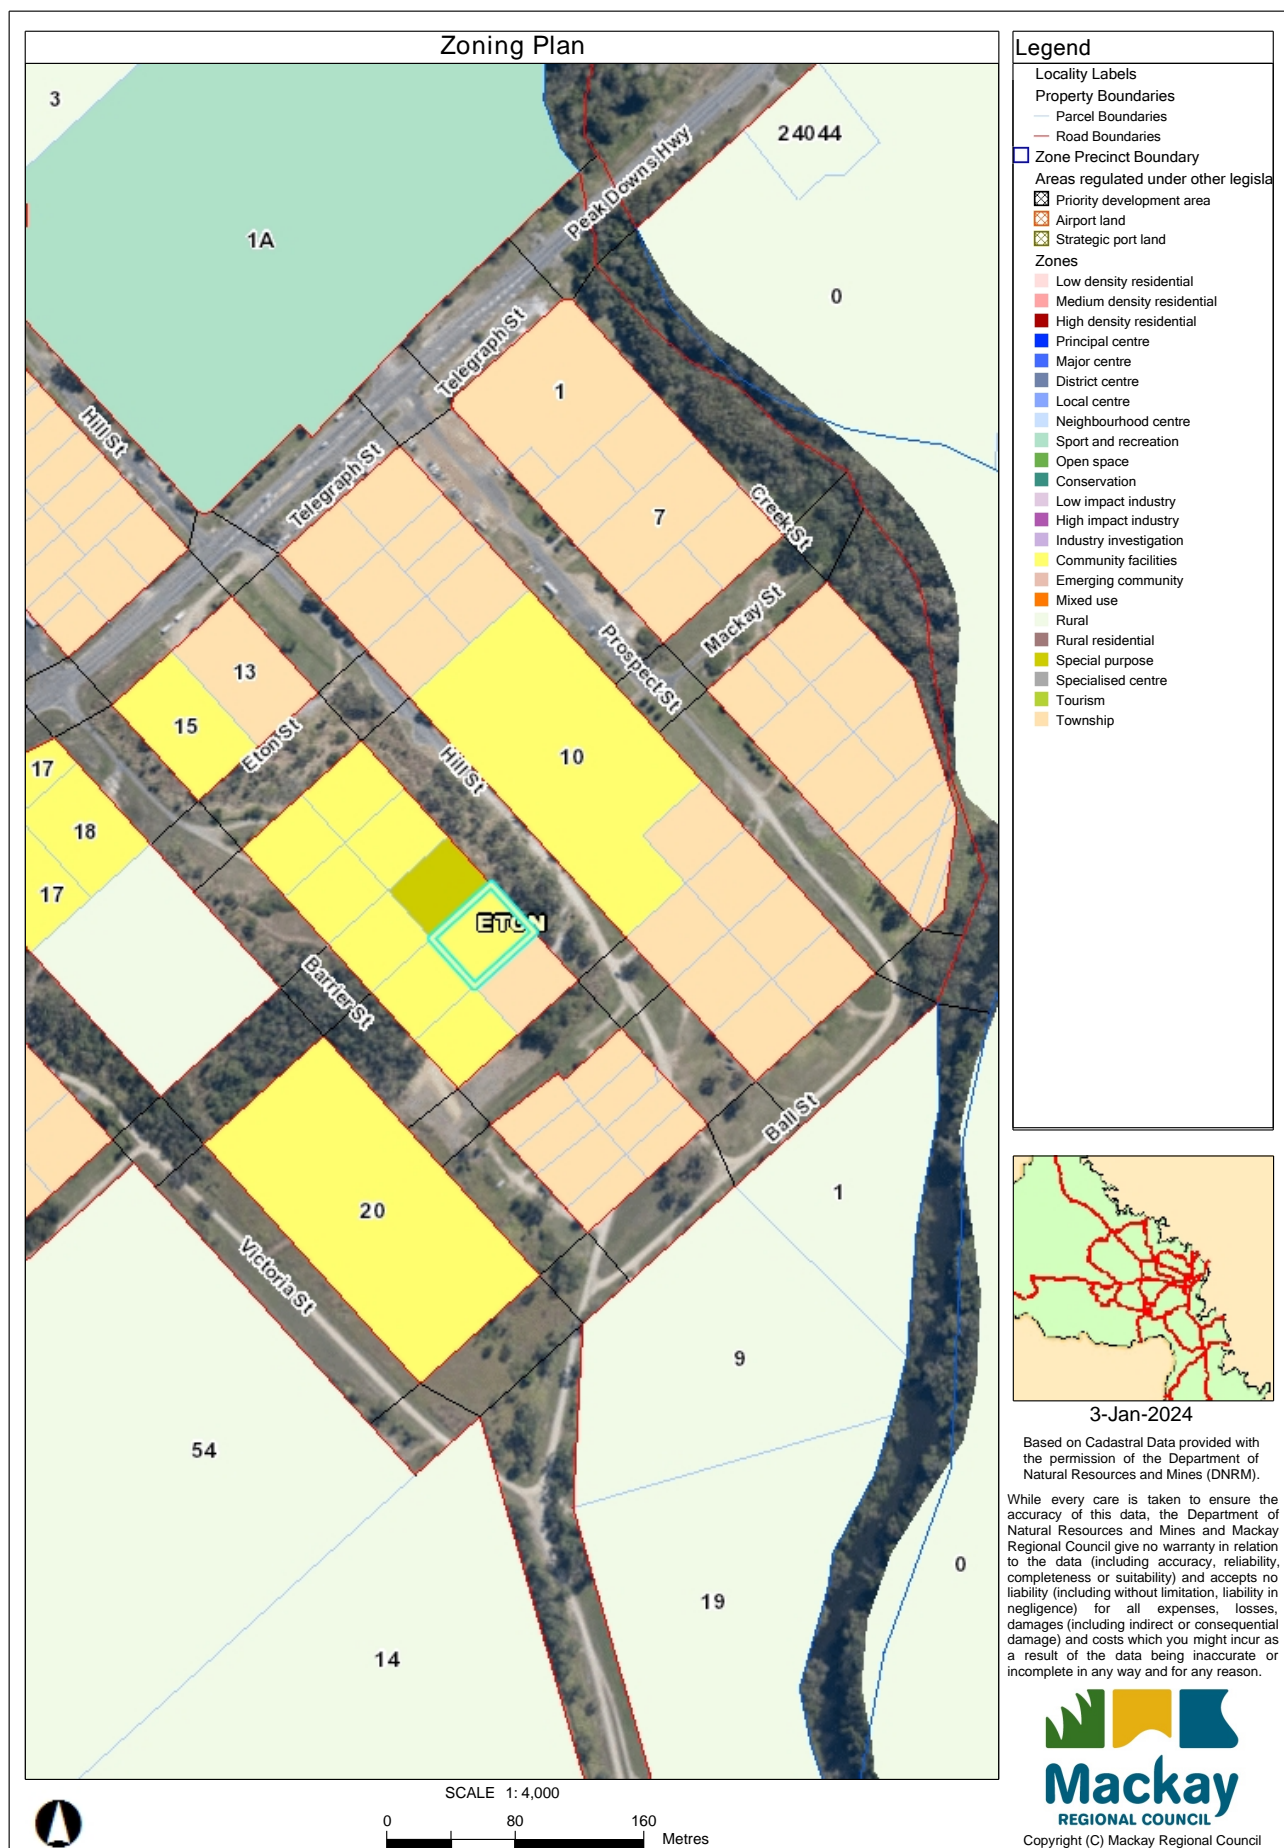 Zoning Plan
3
1A
24044
0
Peak Downs Hwy
Telegraph St
1
Hill St
Telegraph St
7
Creek St
Mackay St
Prospect St
13
15
Eton St
Hill St
10
17
18
17
ETON
Barrier St
Ball St
20
1
Victoria St
9
54
0
19
14
SCALE 1: 4,000
0 80 160
Metres
Legend
Locality Labels
Property Boundaries
Parcel Boundaries
Road Boundaries
Zone Precinct Boundary
Areas regulated under other legisla
Priority development area
Airport land
Strategic port land
Zones
Low density residential
Medium density residential
High density residential
Principal centre
Major centre
District centre
Local centre
Neighbourhood centre
Sport and recreation
Open space
Conservation
Low impact industry
High impact industry
Industry investigation
Community facilities
Emerging community
Mixed use
Rural
Rural residential
Special purpose
Specialised centre
Tourism
Township
3-Jan-2024
Based on Cadastral Data provided with
the permission of the Department of
Natural Resources and Mines (DNRM).
While every care is taken to ensure the
accuracy of this data, the Department of
Natural Resources and Mines and Mackay
Regional Council give no warranty in relation
to the data (including accuracy, reliability,
completeness or suitability) and accepts no
liability (including without limitation, liability in
negligence) for all expenses, losses,
damages (including indirect or consequential
damage) and costs which you might incur as
a result of the data being inaccurate or
incomplete in any way and for any reason.
Mackay
REGIONAL COUNCIL
Copyright (C) Mackay Regional Council